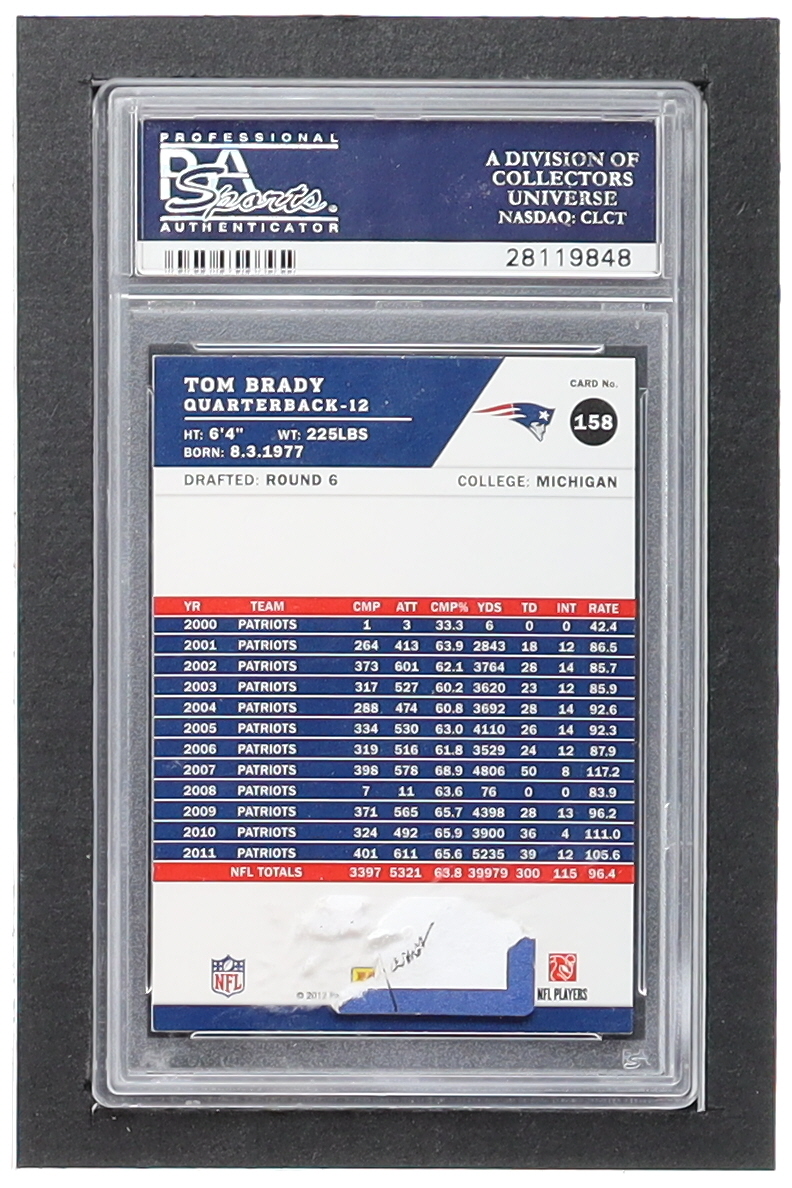 PROFESSIONAL
PSA
Sports
AUTHENTICATOR
A DIVISION OF
COLLECTORS
UNIVERSE
NASDAQ: CLCT
28119848
TOM BRADY
QUARTERBACK-12
HT: 6'4" WT: 225LBS
BORN: 8.3.1977
CARD No.
158
DRAFTED: ROUND 6 COLLEGE: MICHIGAN
YR TEAM CMP ATT CMP% YDS TD INT RATE
2000 PATRIOTS 1 3 33.3 6 0 0 42.4
2001 PATRIOTS 264 413 63.9 2843 18 12 86.5
2002 PATRIOTS 373 601 62.1 3764 28 14 85.7
2003 PATRIOTS 317 527 60.2 3620 23 12 85.9
2004 PATRIOTS 288 474 60.8 3692 28 14 92.6
2005 PATRIOTS 334 530 63.0 4110 26 14 92.3
2006 PATRIOTS 319 516 61.8 3529 24 12 87.9
2007 PATRIOTS 398 578 68.9 4806 50 8 117.2
2008 PATRIOTS 7 11 63.6 76 0 0 83.9
2009 PATRIOTS 371 565 65.7 4398 28 13 96.2
2010 PATRIOTS 324 492 65.9 3900 36 4 111.0
2011 PATRIOTS 401 611 65.6 5235 39 12 105.6
NFL TOTALS 3397 5321 63.8 39979 300 115 96.4
NFL
© 2012
NFL PLAYERS
PSA